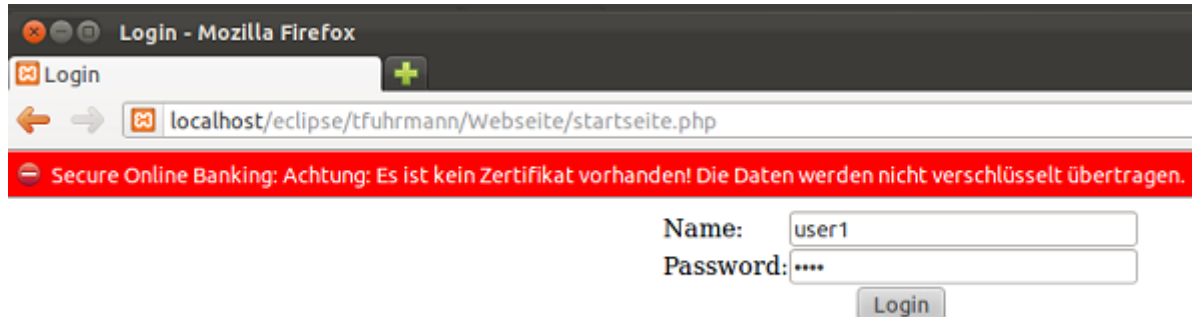 Login - Mozilla Firefox
Login
localhost/eclipse/tfuhrmann/Webseite/startseite.php
Secure Online Banking: Achtung: Es ist kein Zertifikat vorhanden! Die Daten werden nicht verschlüsselt übertragen.
Name: user1
Password: ••••
Login